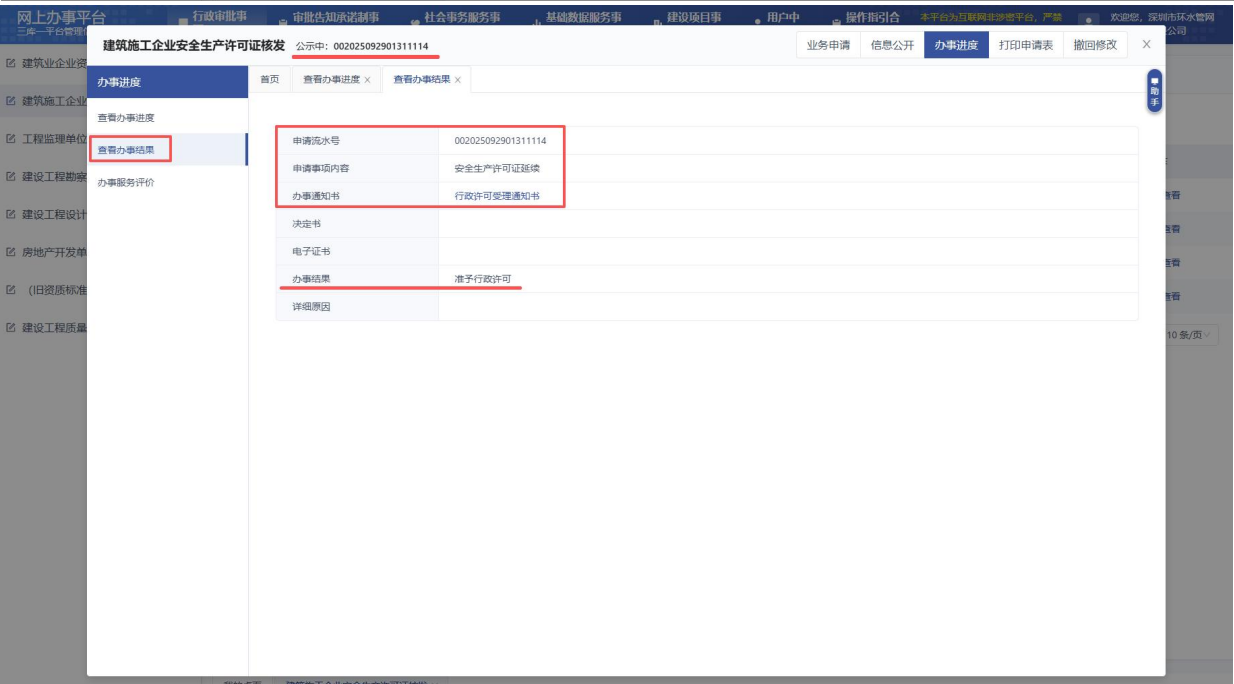 网上办事平台 行政审批事 审批告知承诺制事 社会事务服务事 基础数据服务事 建设项目事 用户中 操作指引合 本平台为互联网非涉密平台，严禁 欢迎您，深圳市环水管网
三库一平台管理信 公司
建筑施工企业安全生产许可证核发 公示中：002025092901311114 业务申请 信息公开 办事进度 打印申请表 撤回修改 ×
建筑业企业资
建筑施工企业
工程监理单位
建设工程勘察
建设工程设计
房地产开发单
（旧资质标准
建设工程质量
办事进度
查看办事进度
查看办事结果
办事服务评价
首页 查看办事进度 × 查看办事结果 ×
助手
申请流水号 002025092901311114
申请事项内容 安全生产许可证延续
办事通知书 行政许可受理通知书
决定书
电子证书
办事结果 准予行政许可
详细原因
查看
查看
查看
查看
10 条/页